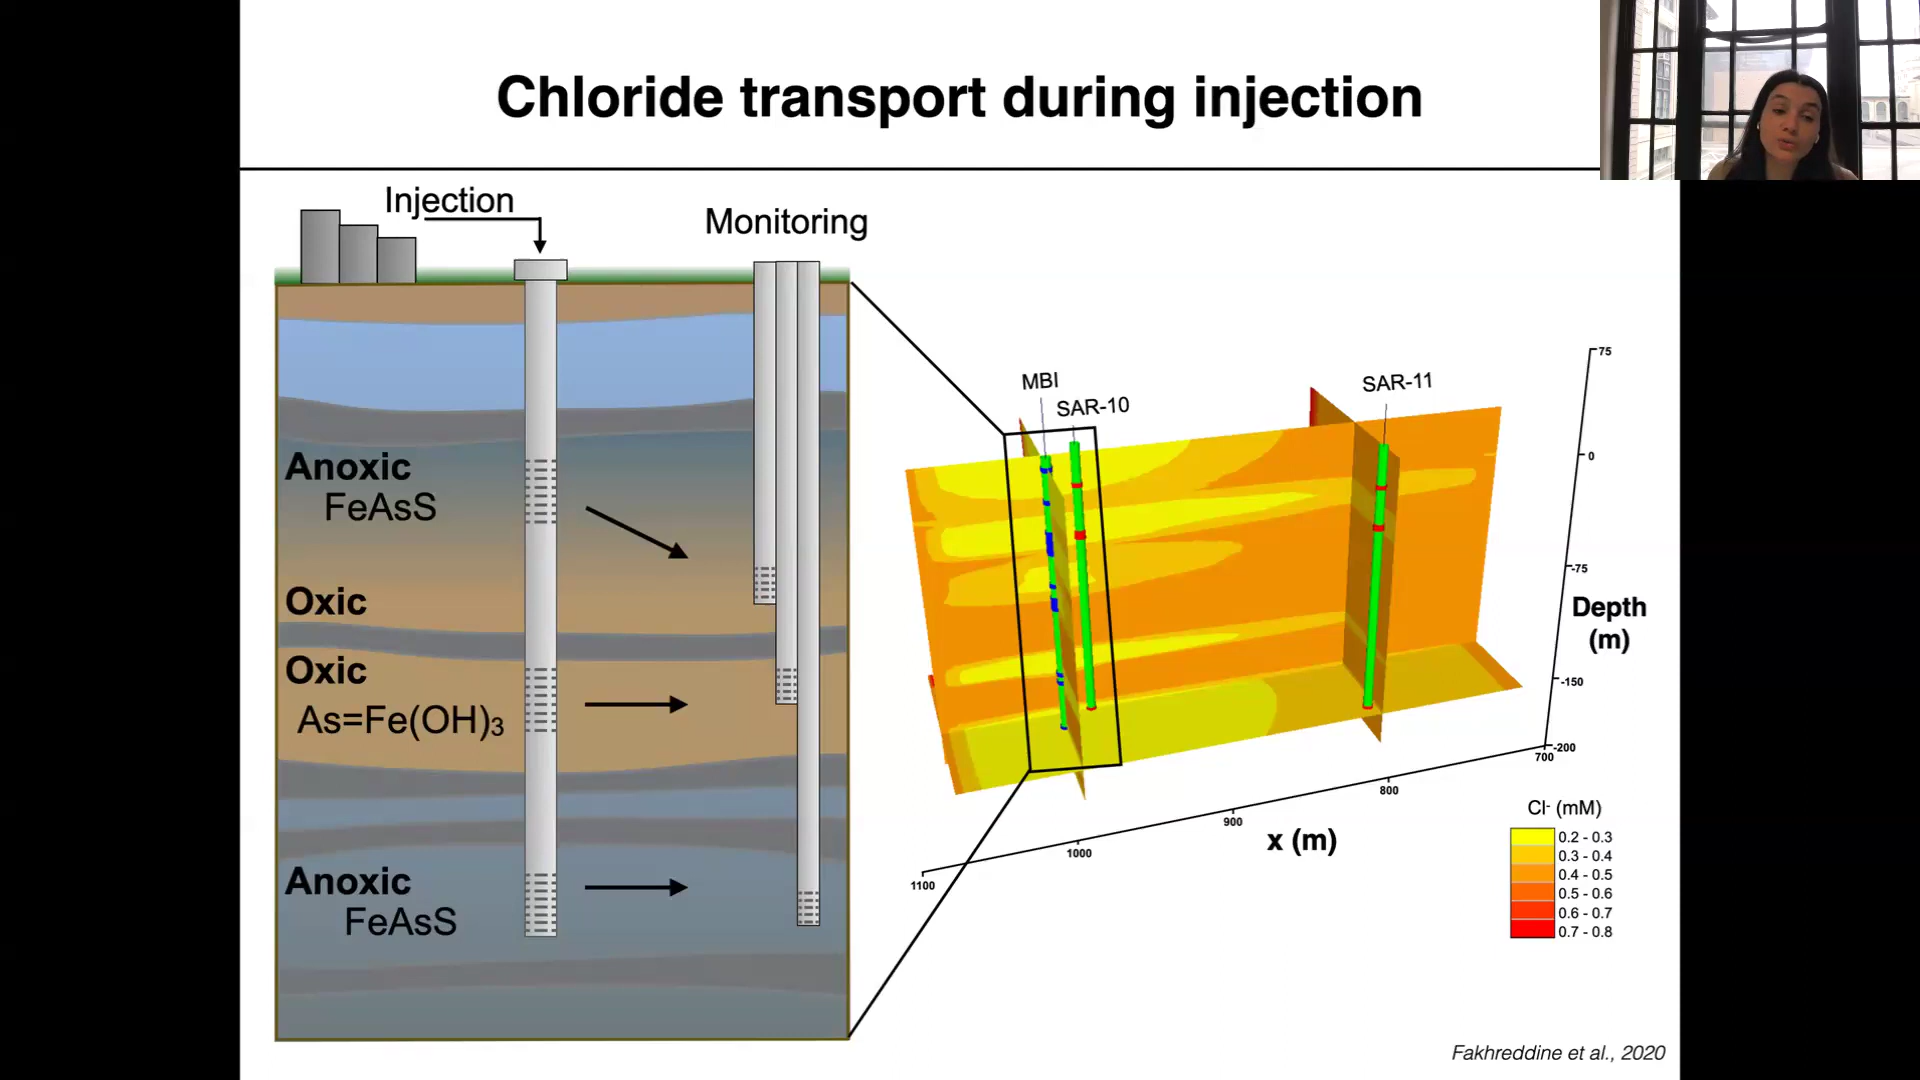 Chloride transport during injection
Injection
Monitoring
Anoxic
FeAsS
Oxic
Oxic
As=Fe(OH)₃
Anoxic
FeAsS
MBI
SAR-10
SAR-11
75
0
-75
Depth
(m)
-150
-200
700
800
900
x (m)
1000
1100
Cl⁻ (mM)
0.2 - 0.3
0.3 - 0.4
0.4 - 0.5
0.5 - 0.6
0.6 - 0.7
0.7 - 0.8
Fakhreddine et al., 2020